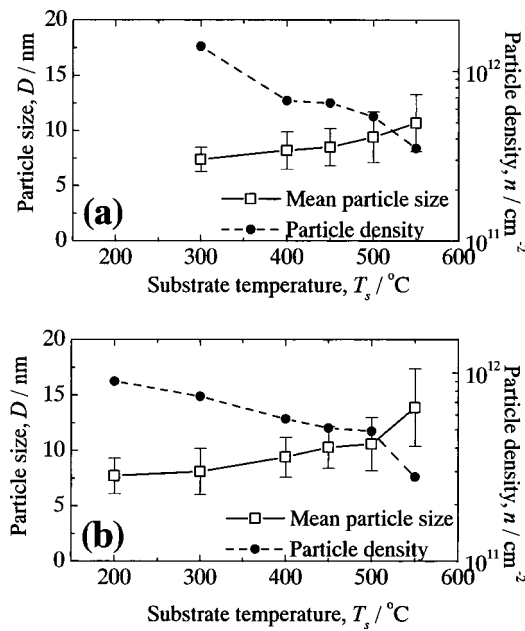 20
15
10
5
0
Particle size, D / nm
(a)
Mean particle size
Particle density
10^12
10^11
Particle density, n / cm^-2
200 300 400 500 600
Substrate temperature, T_s / °C
20
15
10
5
0
Particle size, D / nm
(b)
Mean particle size
Particle density
10^12
10^11
Particle density, n / cm^-2
200 300 400 500 600
Substrate temperature, T_s / °C